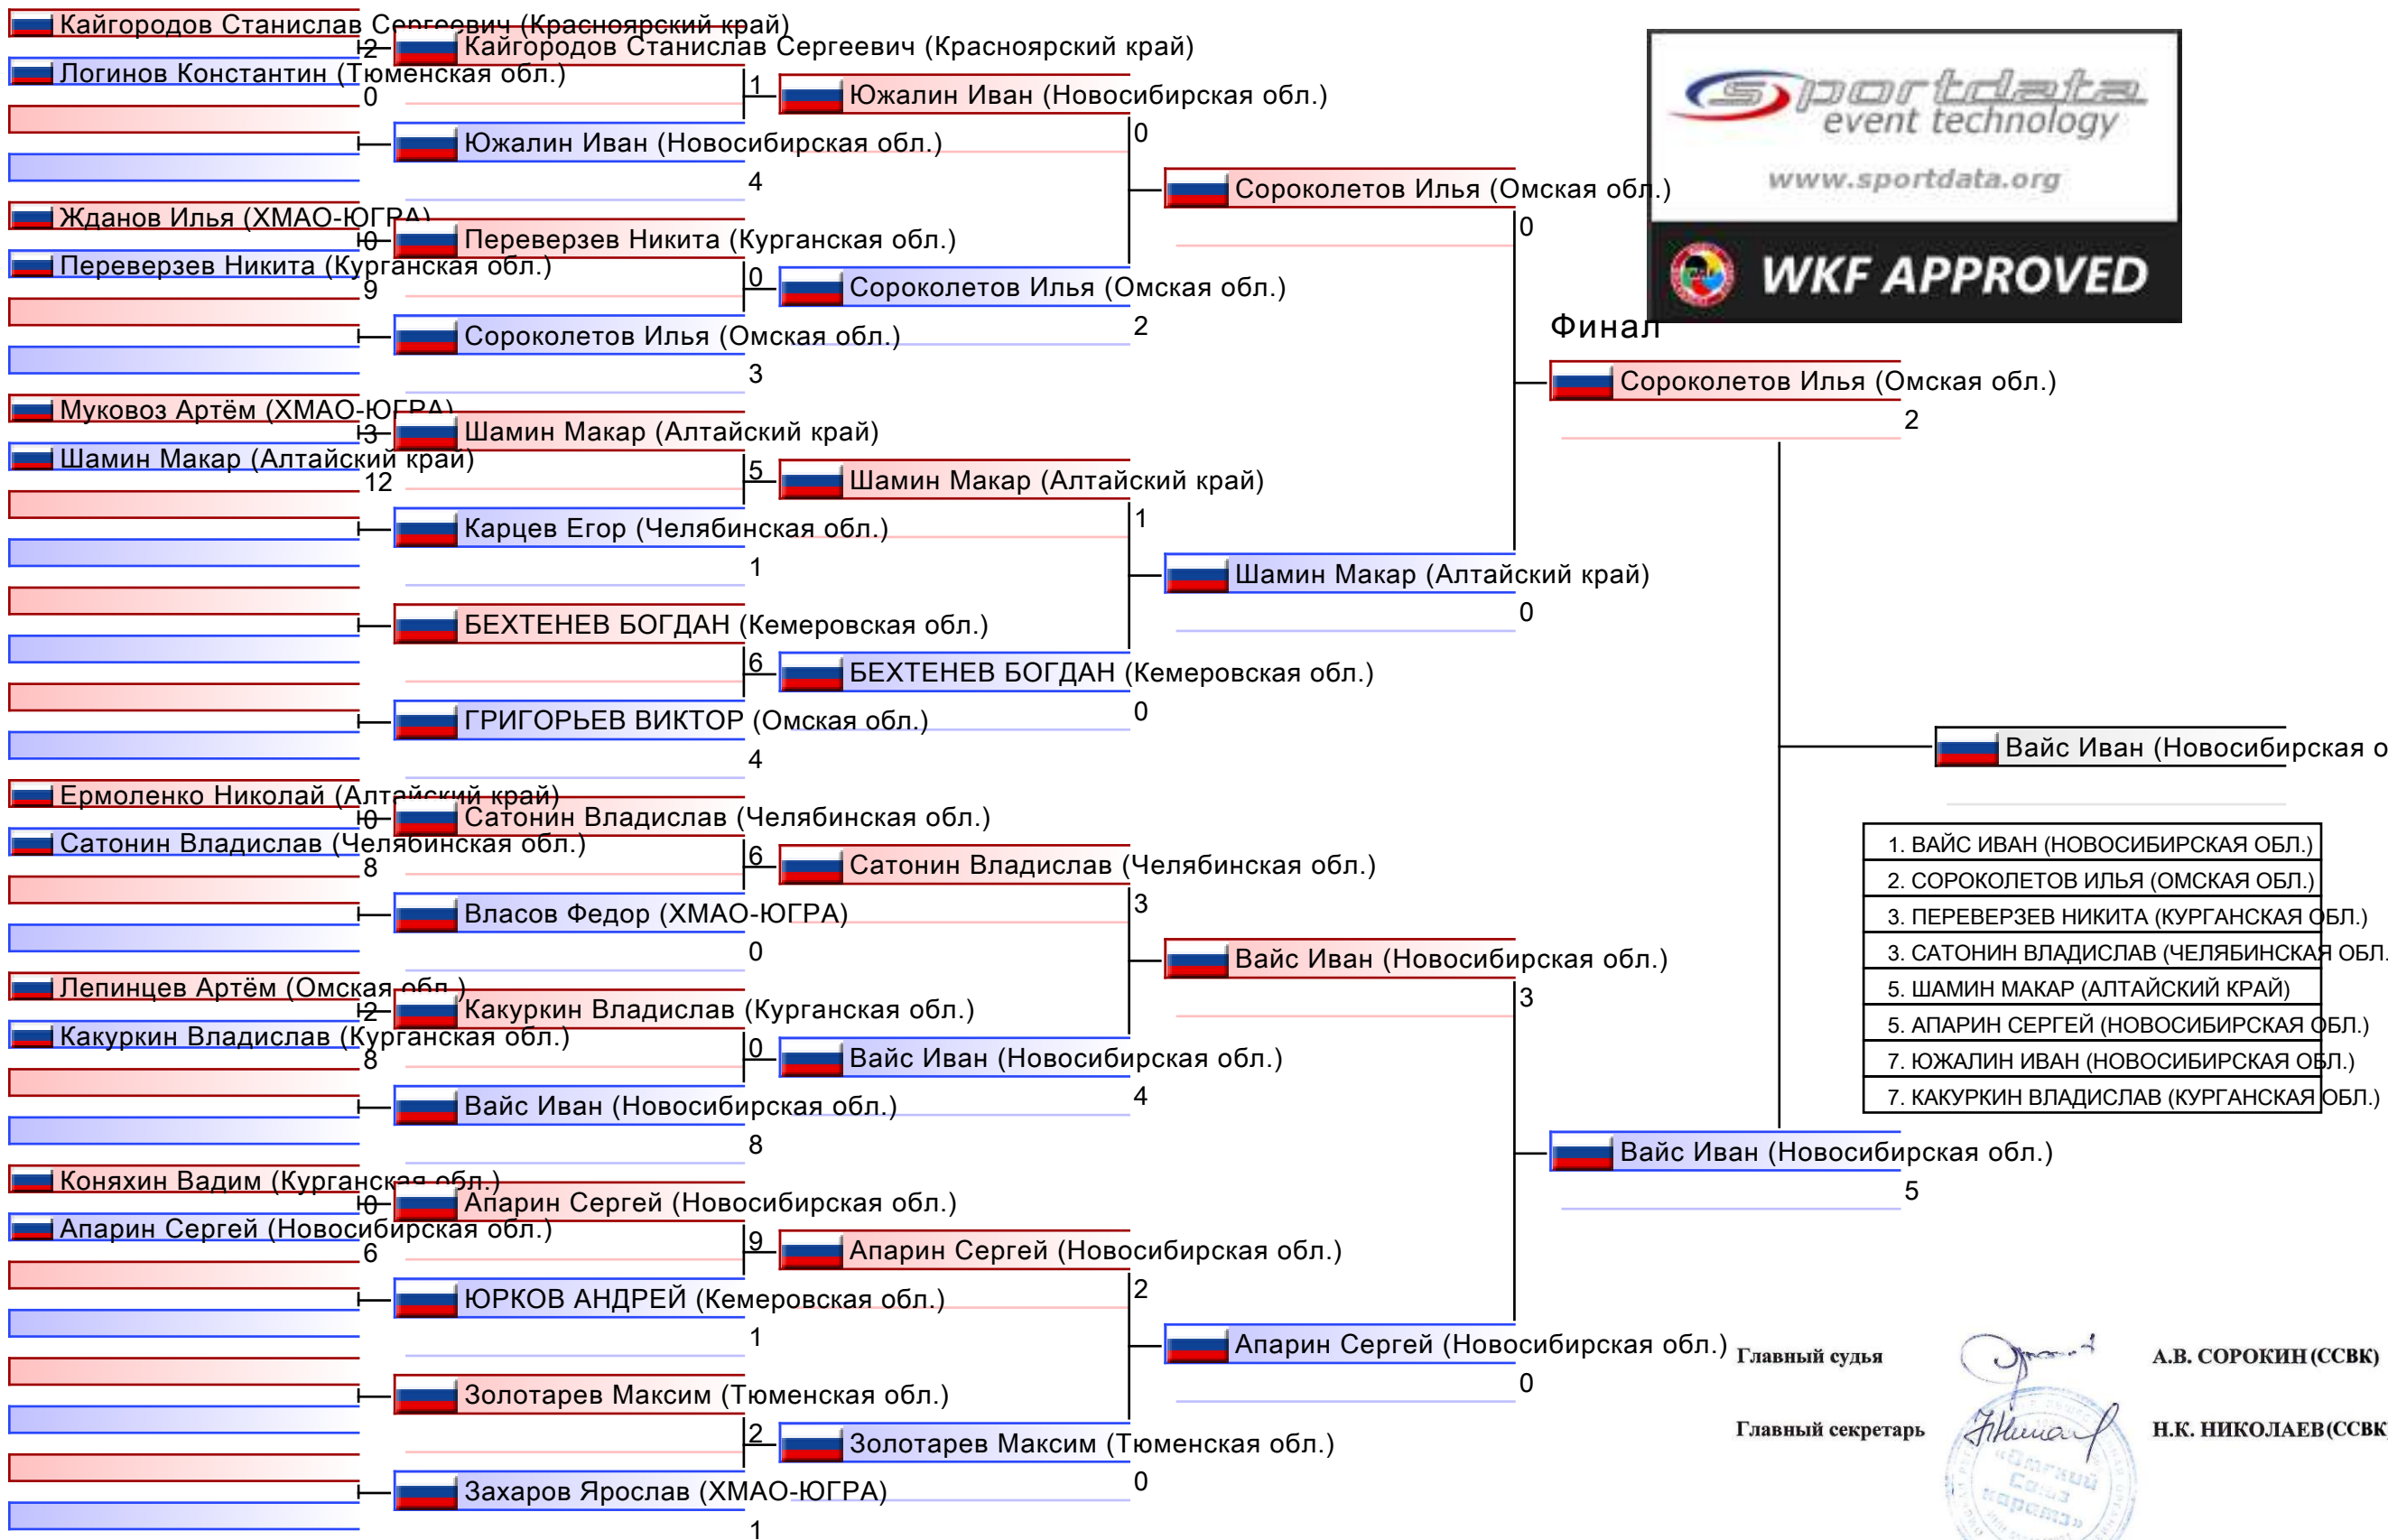 Кайгородов Станислав Сергеевич (Красноярский край)
2
Логинов Константин (Тюменская обл.)
0
Жданов Илья (ХМАО-ЮГРА)
0
Переверзев Никита (Курганская обл.)
9
Муковоз Артём (ХМАО-ЮГРА)
3
Шамин Макар (Алтайский край)
12
Ермоленко Николай (Алтайский край)
0
Сатонин Владислав (Челябинская обл.)
8
Лепинцев Артём (Омская обл.)
2
Какуркин Владислав (Курганская обл.)
8
Коняхин Вадим (Курганская обл.)
0
Апарин Сергей (Новосибирская обл.)
6
Кайгородов Станислав Сергеевич (Красноярский край)
1
Южалин Иван (Новосибирская обл.)
4
Переверзев Никита (Курганская обл.)
0
Сороколетов Илья (Омская обл.)
3
Шамин Макар (Алтайский край)
5
Карцев Егор (Челябинская обл.)
1
БЕХТЕНЕВ БОГДАН (Кемеровская обл.)
6
ГРИГОРЬЕВ ВИКТОР (Омская обл.)
4
Сатонин Владислав (Челябинская обл.)
6
Власов Федор (ХМАО-ЮГРА)
0
Какуркин Владислав (Курганская обл.)
0
Вайс Иван (Новосибирская обл.)
8
Апарин Сергей (Новосибирская обл.)
9
ЮРКОВ АНДРЕЙ (Кемеровская обл.)
1
Золотарев Максим (Тюменская обл.)
2
Захаров Ярослав (ХМАО-ЮГРА)
1
Южалин Иван (Новосибирская обл.)
0
Сороколетов Илья (Омская обл.)
2
Шамин Макар (Алтайский край)
1
БЕХТЕНЕВ БОГДАН (Кемеровская обл.)
0
Сатонин Владислав (Челябинская обл.)
3
Вайс Иван (Новосибирская обл.)
4
Апарин Сергей (Новосибирская обл.)
2
Золотарев Максим (Тюменская обл.)
0
Сороколетов Илья (Омская обл.)
0
Шамин Макар (Алтайский край)
0
Вайс Иван (Новосибирская обл.)
3
Апарин Сергей (Новосибирская обл.)
0
Финал
Сороколетов Илья (Омская обл.)
2
Вайс Иван (Новосибирская обл.)
5
sportdata
event technology
www.sportdata.org
WKF APPROVED
Вайс Иван (Новосибирская о
1. ВАЙС ИВАН (НОВОСИБИРСКАЯ ОБЛ.)
2. СОРОКОЛЕТОВ ИЛЬЯ (ОМСКАЯ ОБЛ.)
3. ПЕРЕВЕРЗЕВ НИКИТА (КУРГАНСКАЯ ОБЛ.)
3. САТОНИН ВЛАДИСЛАВ (ЧЕЛЯБИНСКАЯ ОБЛ.
5. ШАМИН МАКАР (АЛТАЙСКИЙ КРАЙ)
5. АПАРИН СЕРГЕЙ (НОВОСИБИРСКАЯ ОБЛ.)
7. ЮЖАЛИН ИВАН (НОВОСИБИРСКАЯ ОБЛ.)
7. КАКУРКИН ВЛАДИСЛАВ (КУРГАНСКАЯ ОБЛ.)
Главный судья
А.В. СОРОКИН (ССВК)
Главный секретарь
Н.К. НИКОЛАЕВ (ССВК
«Омский
Союз
каратэ»